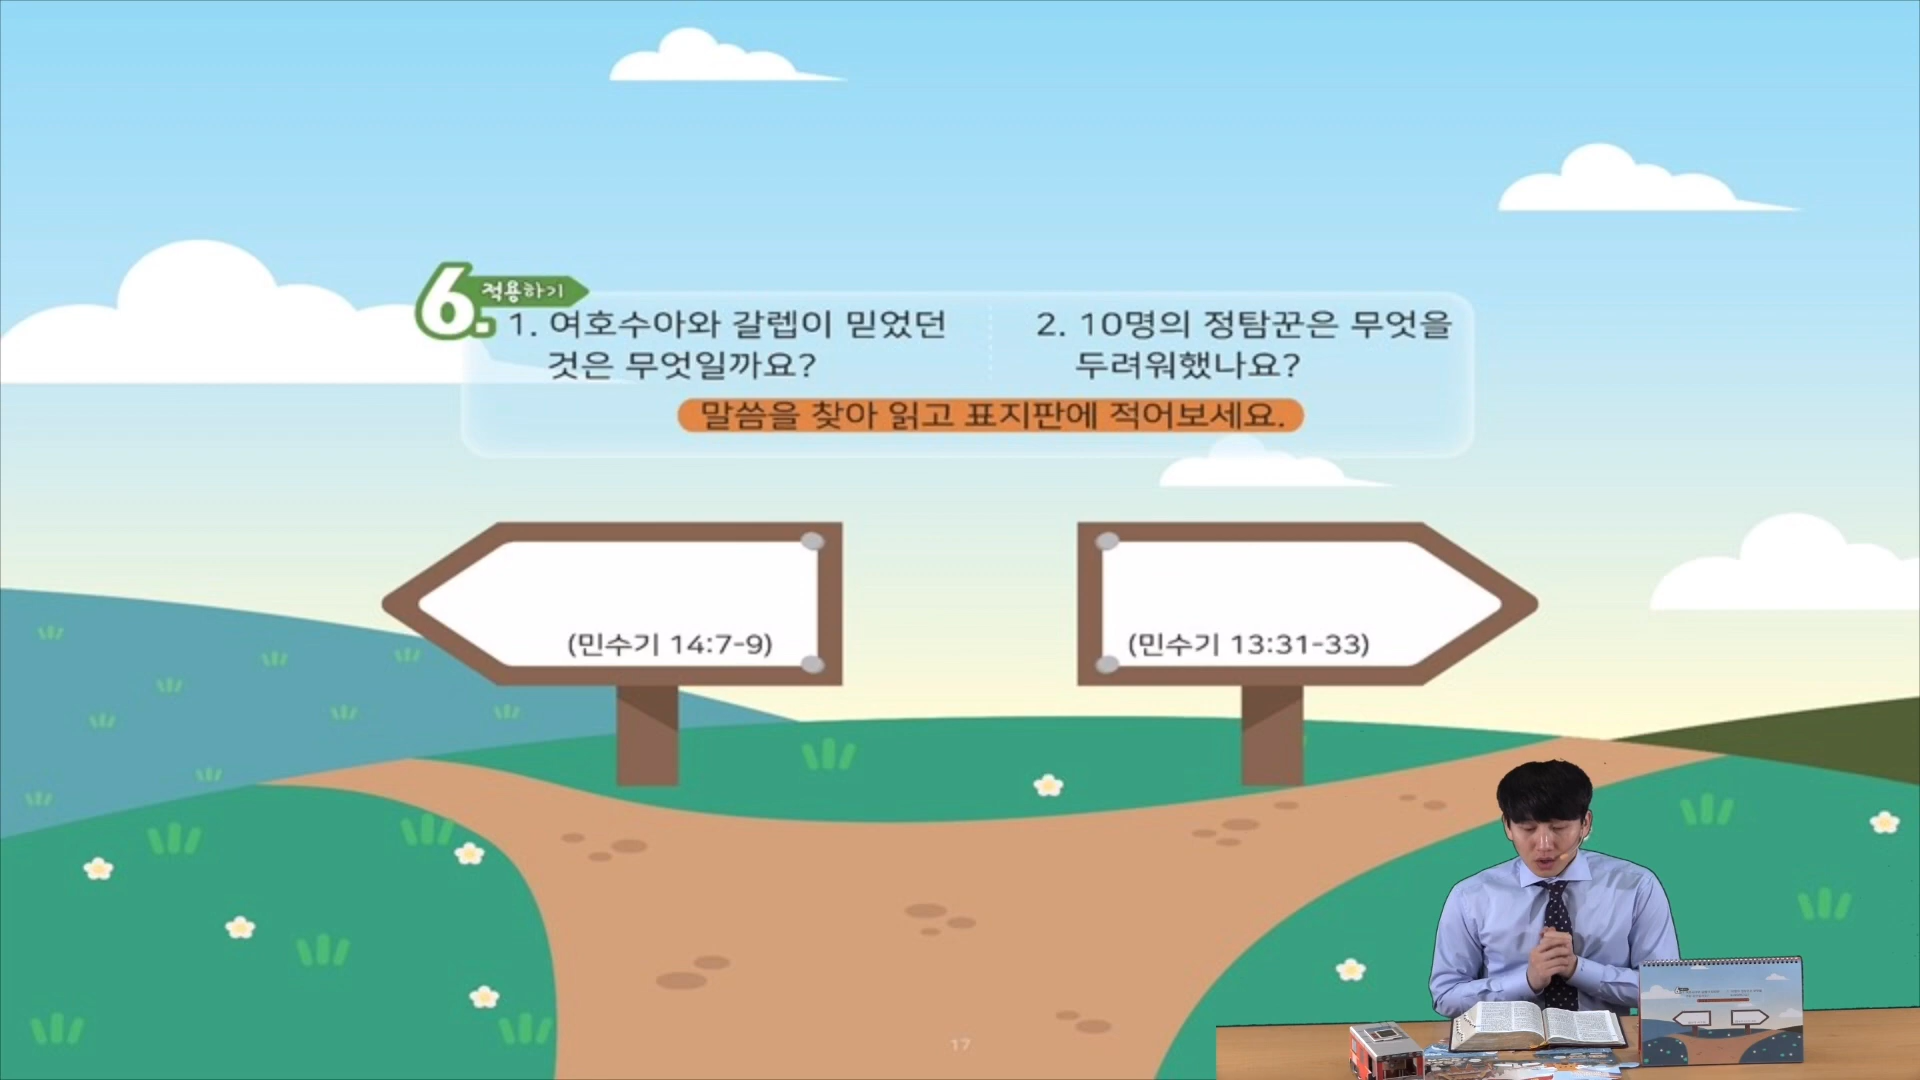 6. 적용하기
1. 여호수아와 갈렙이 믿었던
것은 무엇일까요?
2. 10명의 정탐꾼은 무엇을
두려워했나요?
말씀을 찾아 읽고 표지판에 적어보세요.
(민수기 14:7-9)
(민수기 13:31-33)
17